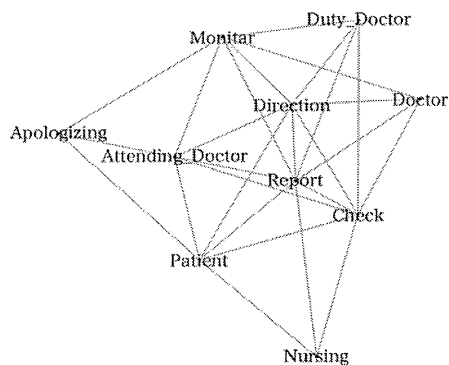 Duty_Doctor
Monitar
Direction
Doctor
Apologizing
Attending_Doctor
Report
Check
Patient
Nursing